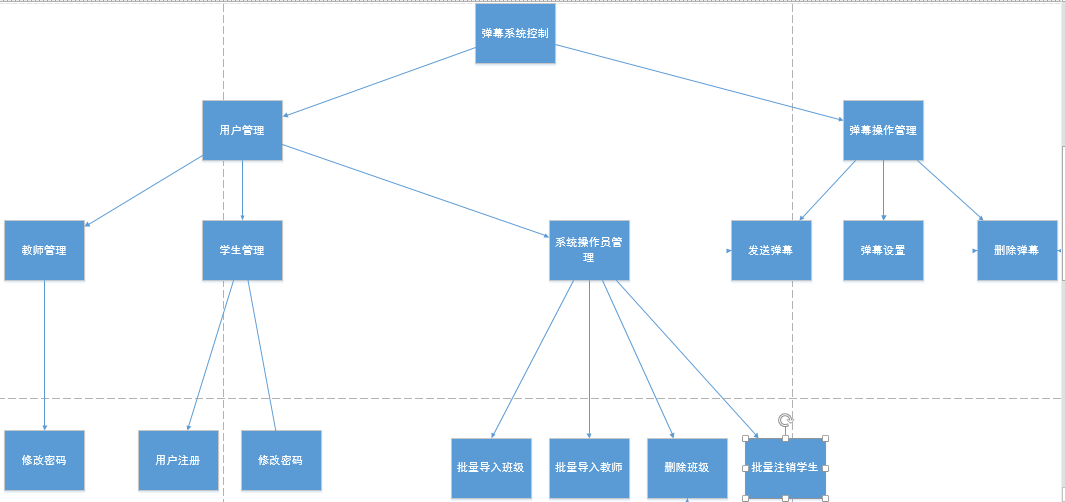 弹幕系统控制
用户管理
弹幕操作管理
教师管理
学生管理
系统操作员管
理
发送弹幕
弹幕设置
删除弹幕
修改密码
用户注册
修改密码
批量导入班级
批量导入教师
删除班级
批量注销学生